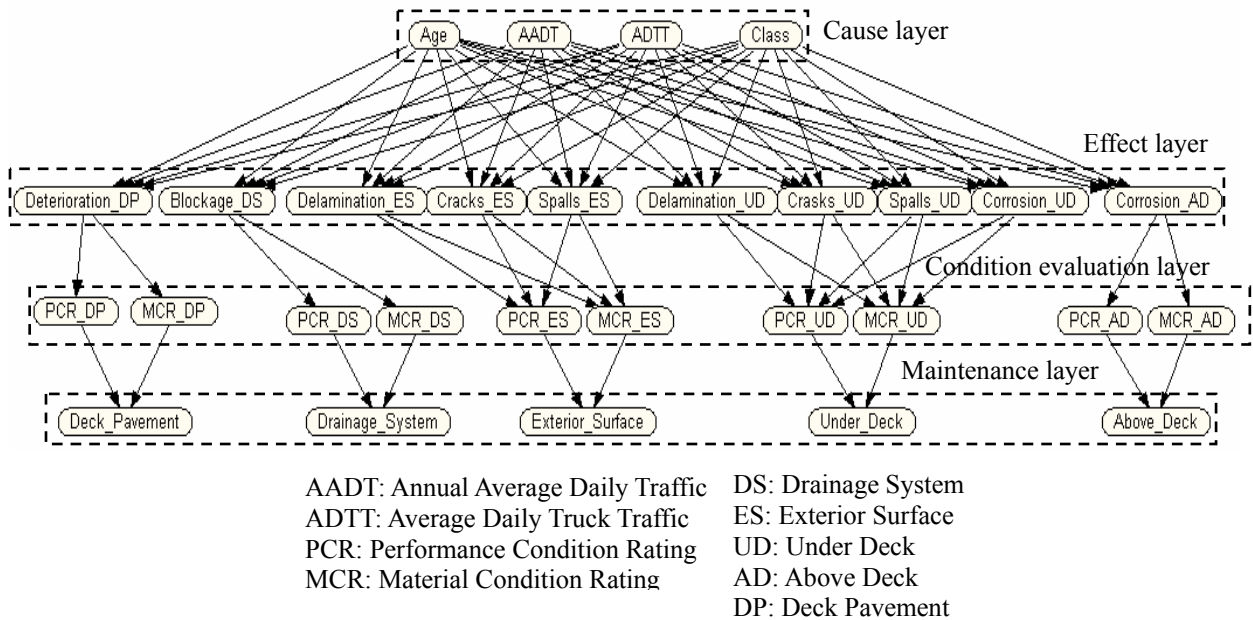 Age AADT ADTT Class Cause layer
Effect layer
Deterioration_DP Blockage_DS Delamination_ES Cracks_ES Spalls_ES Delamination_UD Crasks_UD Spalls_UD Corrosion_UD Corrosion_AD
Condition evaluation layer
PCR_DP MCR_DP PCR_DS MCR_DS PCR_ES MCR_ES PCR_UD MCR_UD PCR_AD MCR_AD
Maintenance layer
Deck_Pavement Drainage_System Exterior_Surface Under_Deck Above_Deck
AADT: Annual Average Daily Traffic
ADTT: Average Daily Truck Traffic
PCR: Performance Condition Rating
MCR: Material Condition Rating
DS: Drainage System
ES: Exterior Surface
UD: Under Deck
AD: Above Deck
DP: Deck Pavement